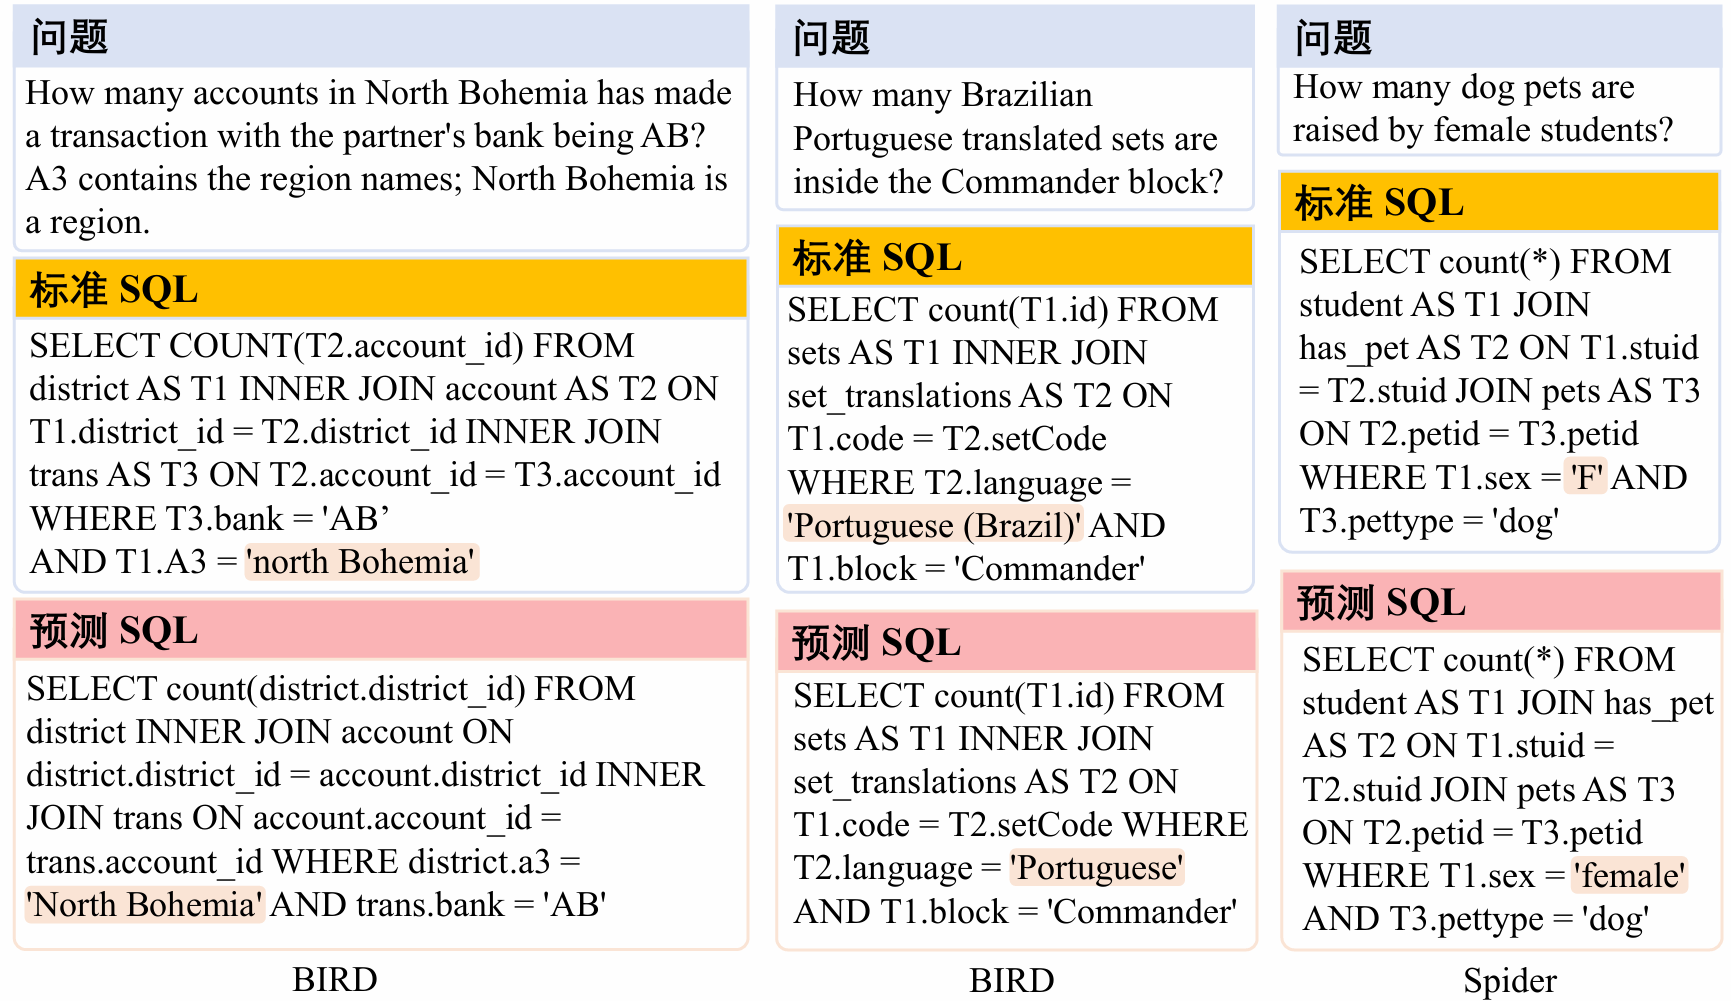 问题
How many accounts in North Bohemia has made
a transaction with the partner's bank being AB?
A3 contains the region names; North Bohemia is
a region.
标准 SQL
SELECT COUNT(T2.account_id) FROM
district AS T1 INNER JOIN account AS T2 ON
T1.district_id = T2.district_id INNER JOIN
trans AS T3 ON T2.account_id = T3.account_id
WHERE T3.bank = 'AB’
AND T1.A3 = 'north Bohemia'
预测 SQL
SELECT count(district.district_id) FROM
district INNER JOIN account ON
district.district_id = account.district_id INNER
JOIN trans ON account.account_id =
trans.account_id WHERE district.a3 =
'North Bohemia' AND trans.bank = 'AB'
BIRD
问题
How many Brazilian
Portuguese translated sets are
inside the Commander block?
标准 SQL
SELECT count(T1.id) FROM
sets AS T1 INNER JOIN
set_translations AS T2 ON
T1.code = T2.setCode
WHERE T2.language =
'Portuguese (Brazil)' AND
T1.block = 'Commander'
预测 SQL
SELECT count(T1.id) FROM
sets AS T1 INNER JOIN
set_translations AS T2 ON
T1.code = T2.setCode WHERE
T2.language = 'Portuguese'
AND T1.block = 'Commander'
BIRD
问题
How many dog pets are
raised by female students?
标准 SQL
SELECT count(*) FROM
student AS T1 JOIN
has_pet AS T2 ON T1.stuid
= T2.stuid JOIN pets AS T3
ON T2.petid = T3.petid
WHERE T1.sex = 'F' AND
T3.pettype = 'dog'
预测 SQL
SELECT count(*) FROM
student AS T1 JOIN has_pet
AS T2 ON T1.stuid =
T2.stuid JOIN pets AS T3
ON T2.petid = T3.petid
WHERE T1.sex = 'female'
AND T3.pettype = 'dog'
Spider